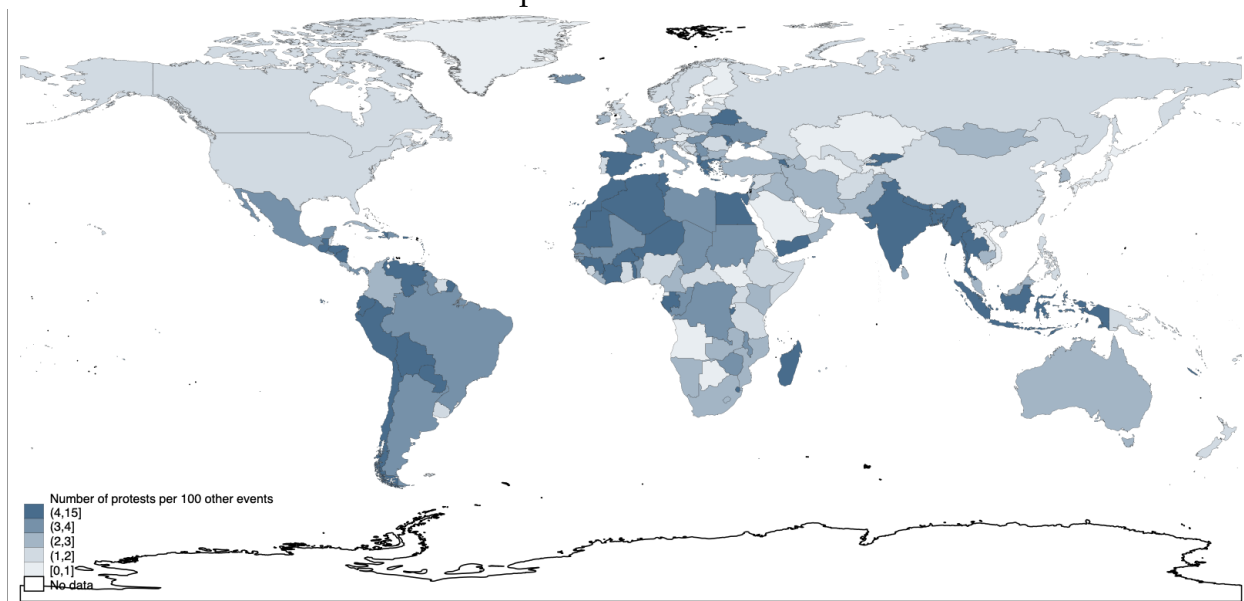 Number of protests per 100 other events
(4,15]
(3,4]
(2,3]
(1,2]
[0,1]
No data